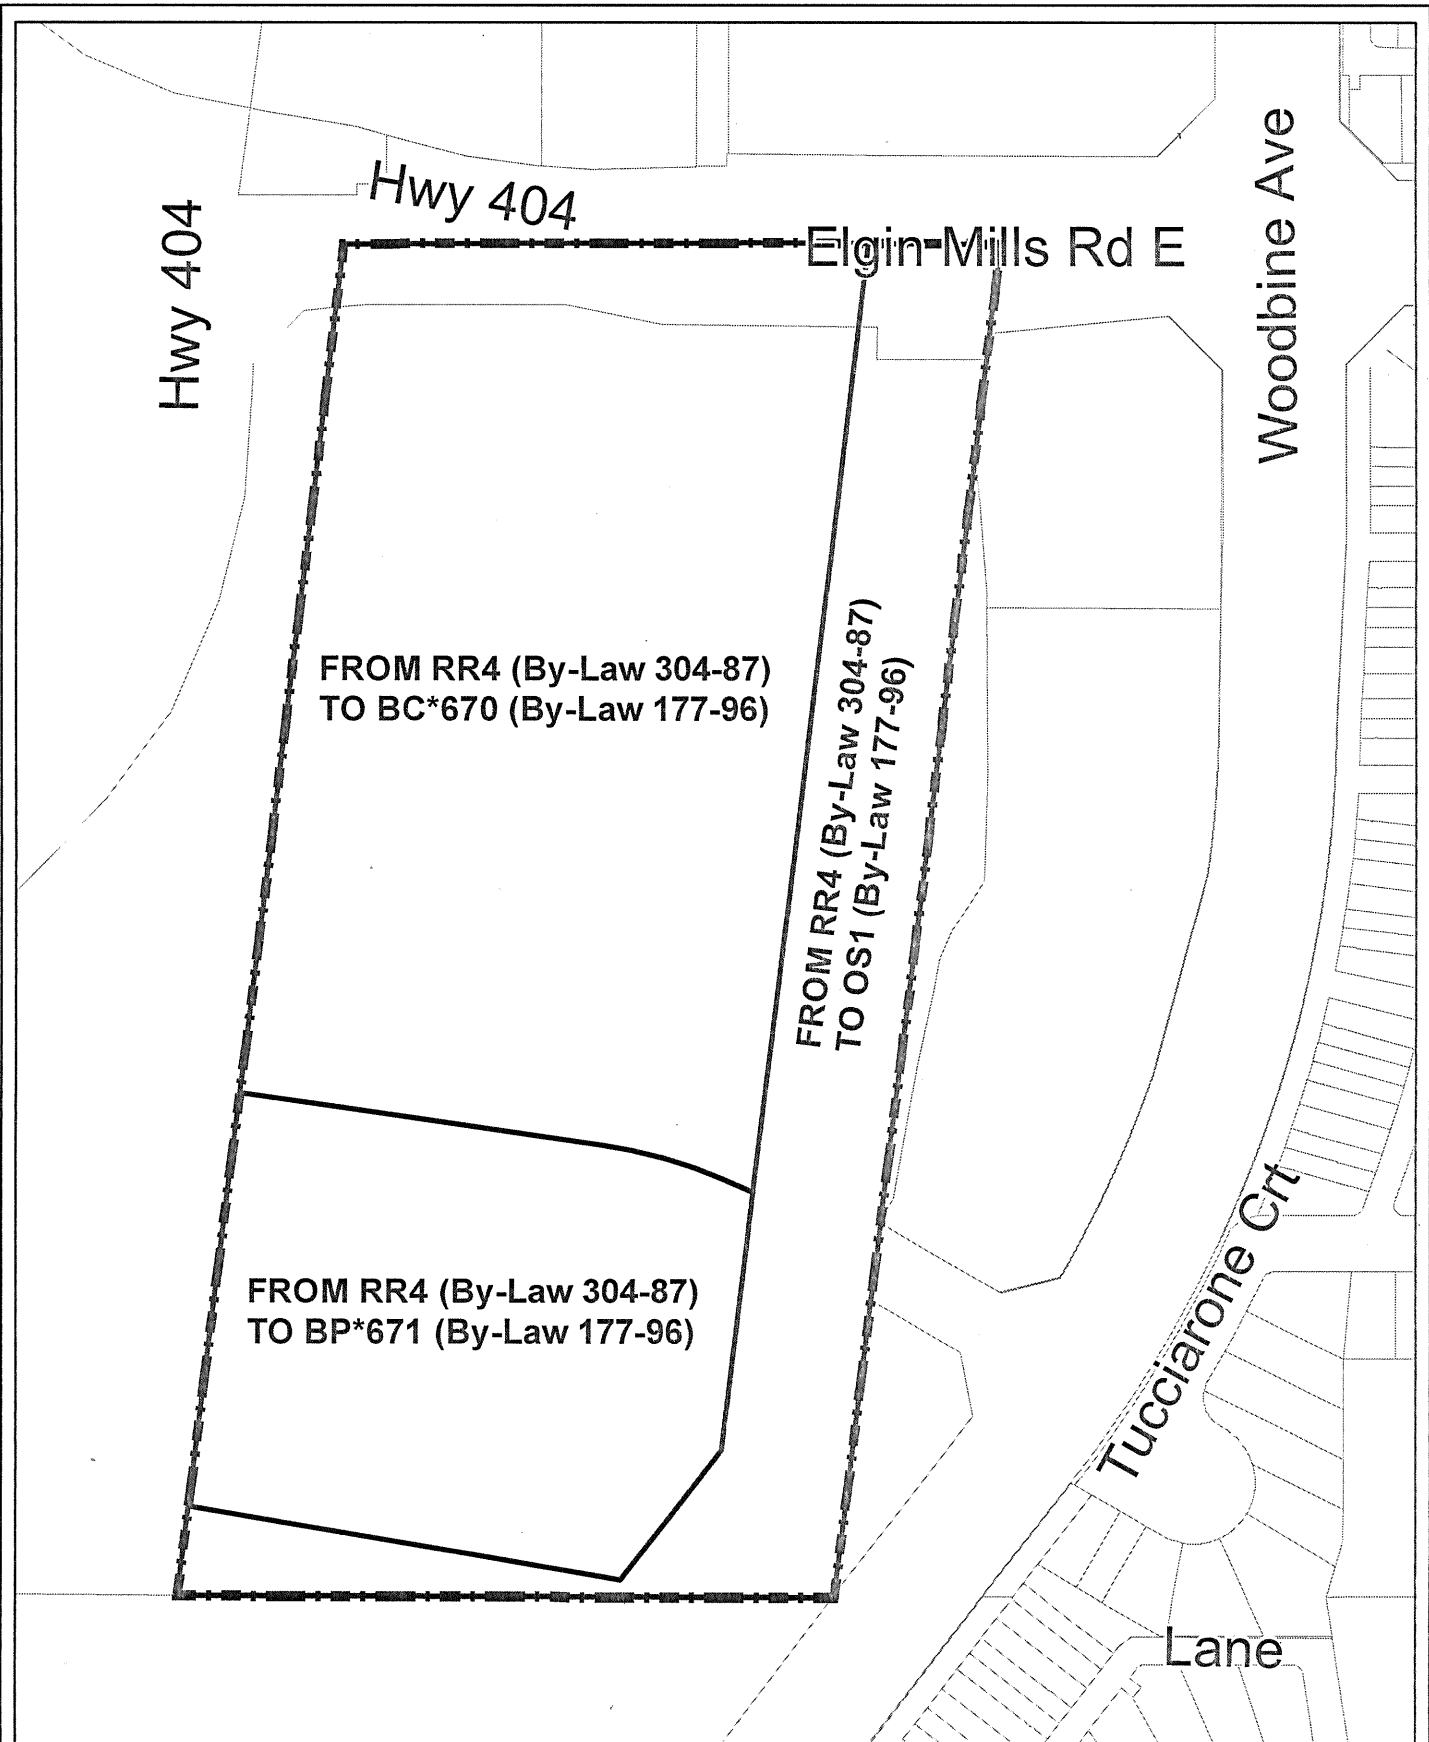 Hwy 404
Hwy 404
Elgin Mills Rd E
Woodbine Ave
FROM RR4 (By-Law 304-87)
TO BC*670 (By-Law 177-96)
FROM RR4 (By-Law 304-87)
TO OS1 (By-Law 177-96)
FROM RR4 (By-Law 304-87)
TO BP*671 (By-Law 177-96)
Tucciarone Crt
Lane